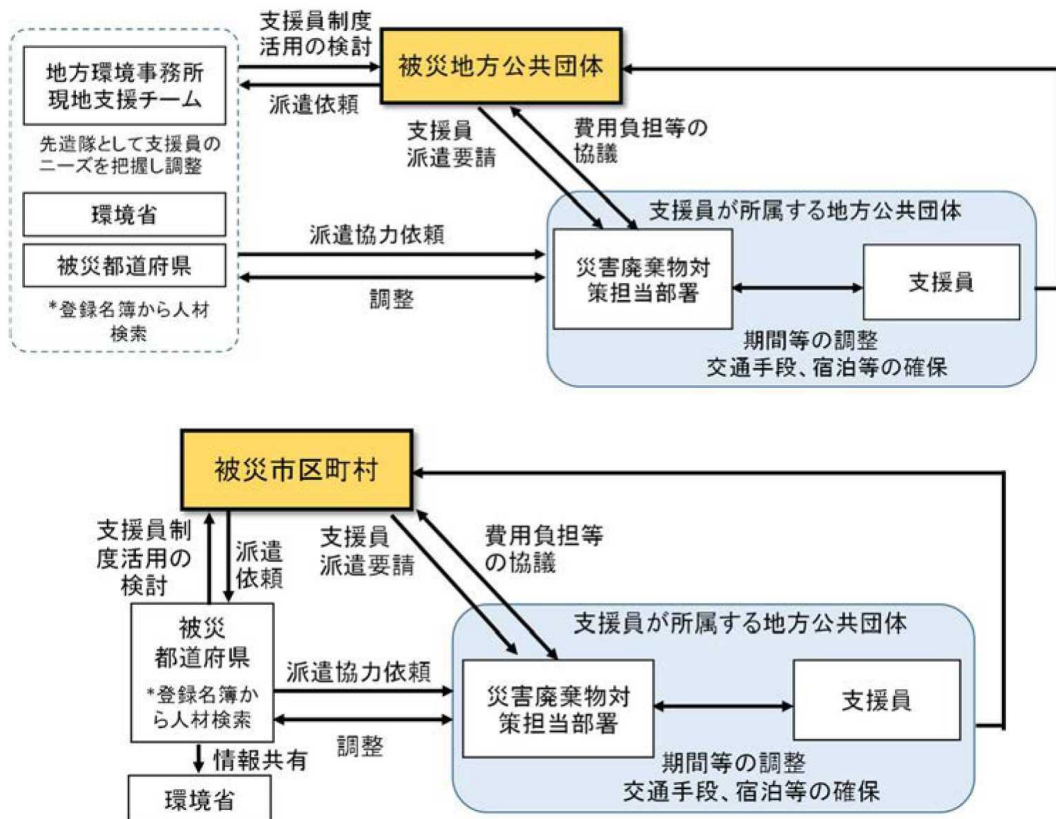 支援員制度
活用の検討
被災地方公共団体
地方環境事務所
現地支援チーム
派遣依頼
先遣隊として支援員の
ニーズを把握し調整
支援員
派遣要請
費用負担等の
協議
環境省
被災都道府県
*登録名簿から人材
検索
派遣協力依頼
調整
支援員が所属する地方公共団体
災害廃棄物対
策担当部署
支援員
期間等の調整
交通手段、宿泊等の確保
被災市区町村
支援員制
度活用の
検討
派遣
依頼
支援員
派遣要請
費用負担等
の協議
被災
都道府県
*登録名簿か
ら人材検索
派遣協力依頼
調整
情報共有
環境省
支援員が所属する地方公共団体
災害廃棄物対
策担当部署
支援員
期間等の調整
交通手段、宿泊等の確保